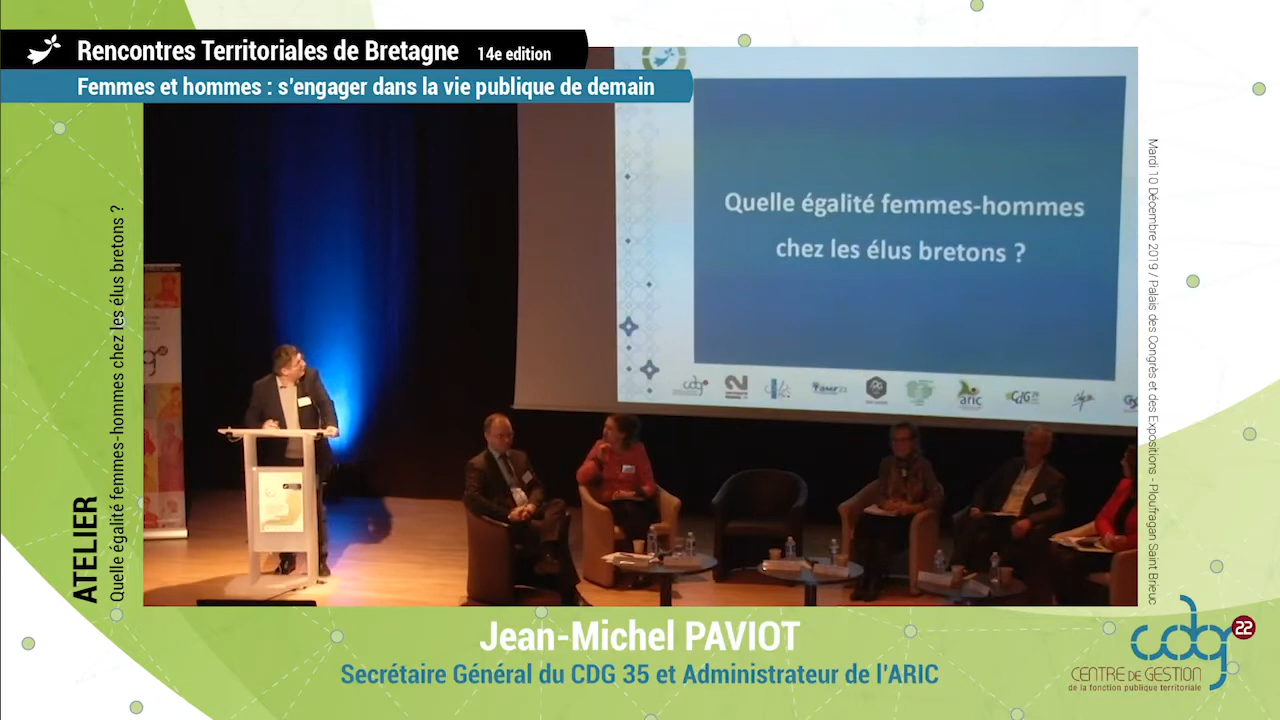 Rencontres Territoriales de Bretagne 14e edition
Femmes et hommes : s'engager dans la vie publique de demain
ATELIER
Quelle égalité femmes-hommes chez les élus bretons ?
Quelle égalité femmes-hommes
chez les élus bretons ?
cdg
aric
CDG
Mardi 10 Décembre 2019 / Palais des Congrès et des Expositions - Ploufragan Saint Brieuc
Jean-Michel PAVIOT
Secrétaire Général du CDG 35 et Administrateur de l'ARIC
cdg 22
CENTRE DE GESTION
de la fonction publique territoriale